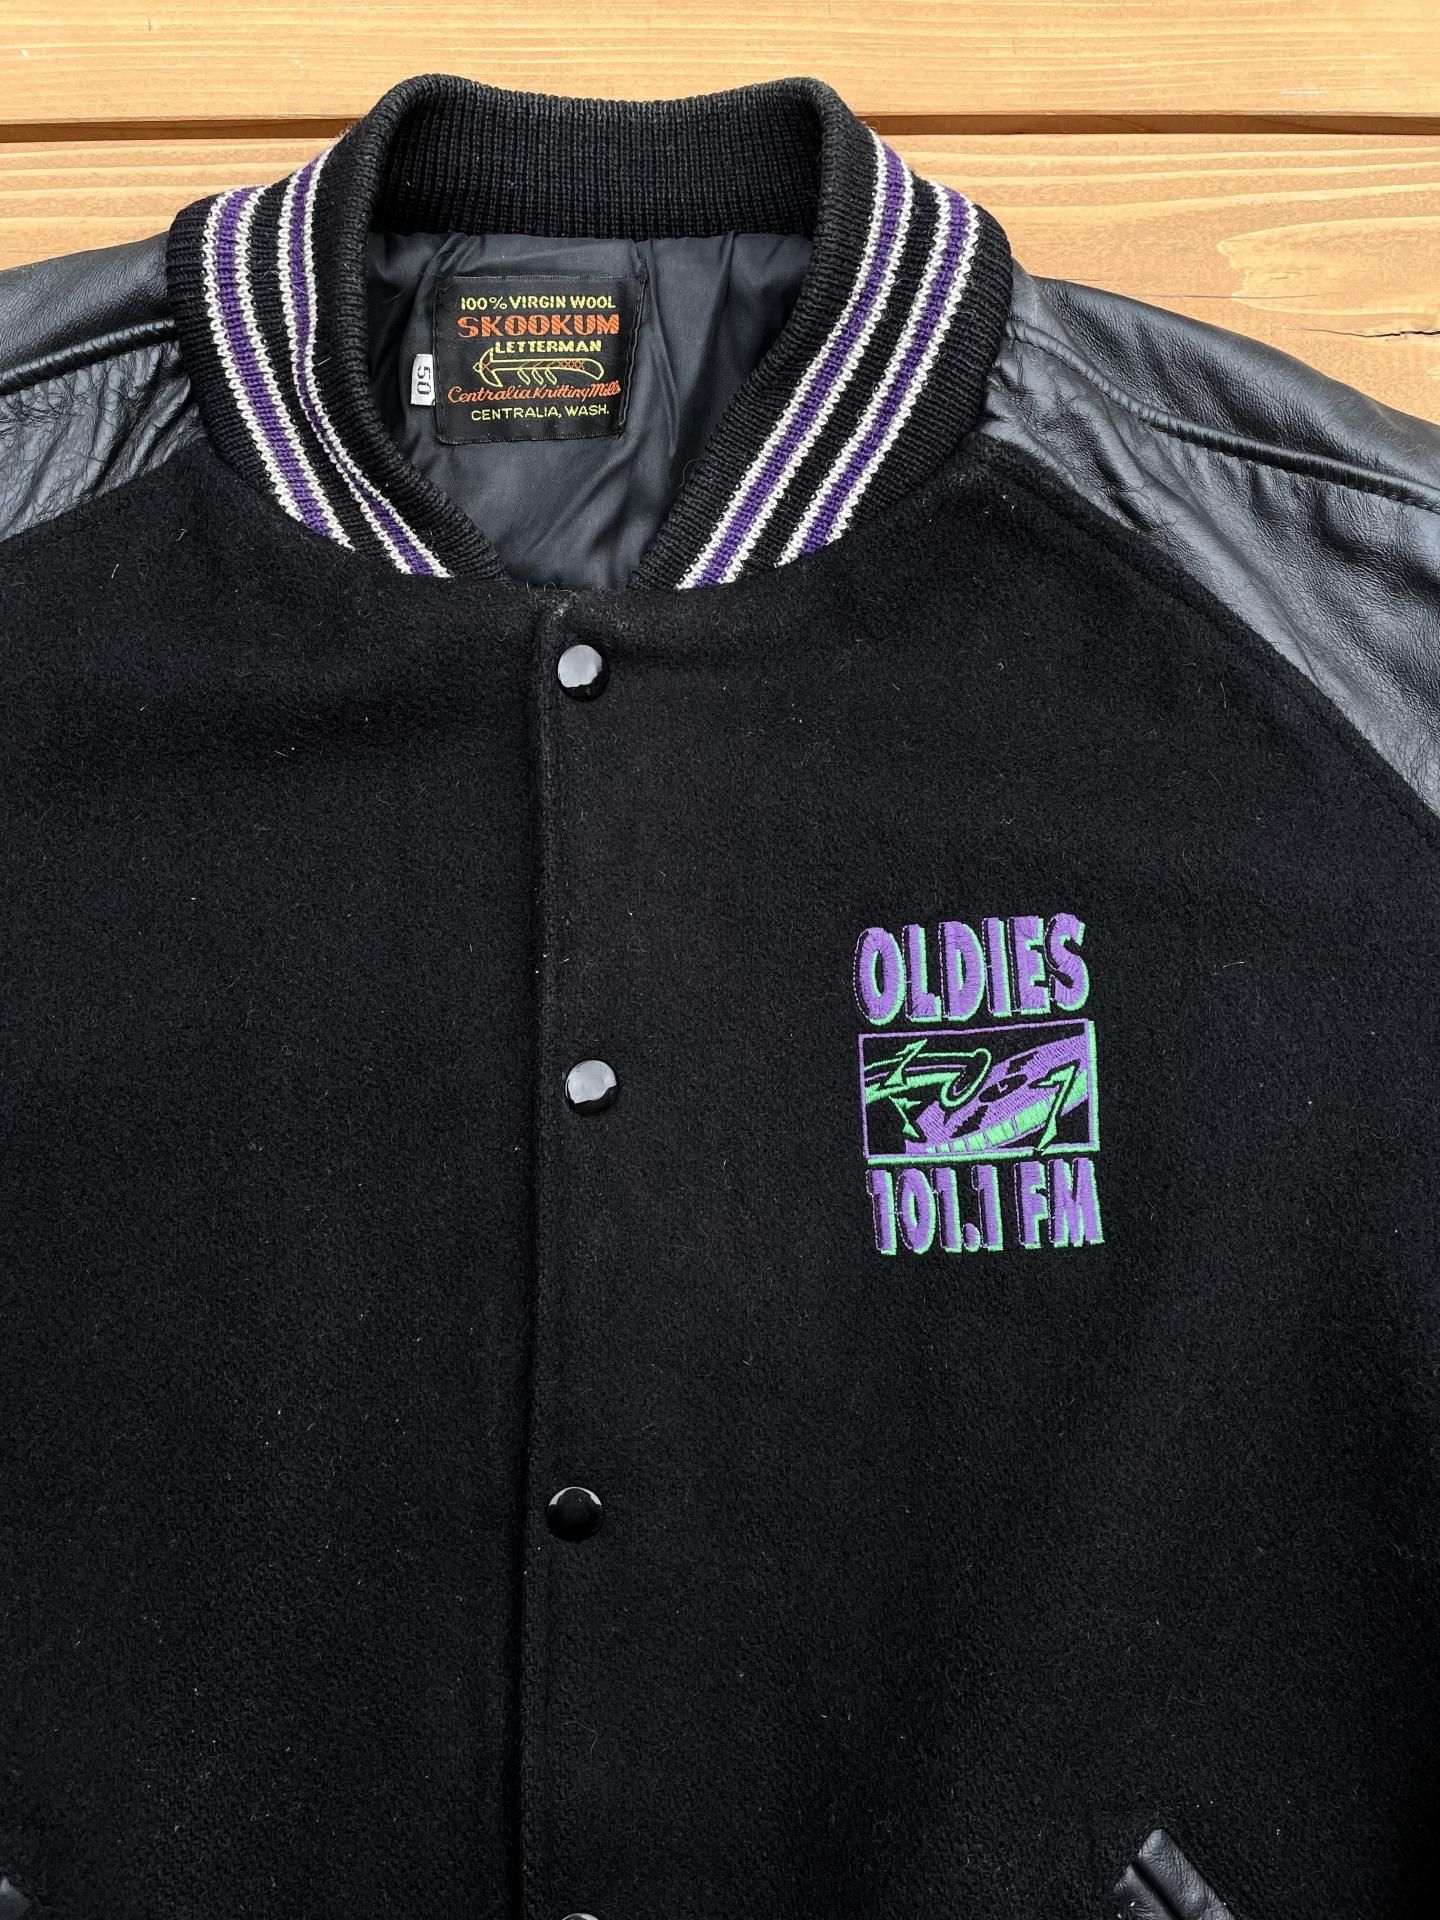 100% VIRGIN WOOL
SKOOKUM
LETTERMAN
Centralia Knitting Mills
CENTRALIA, WASH.
50
OLDIES
101.1 FM